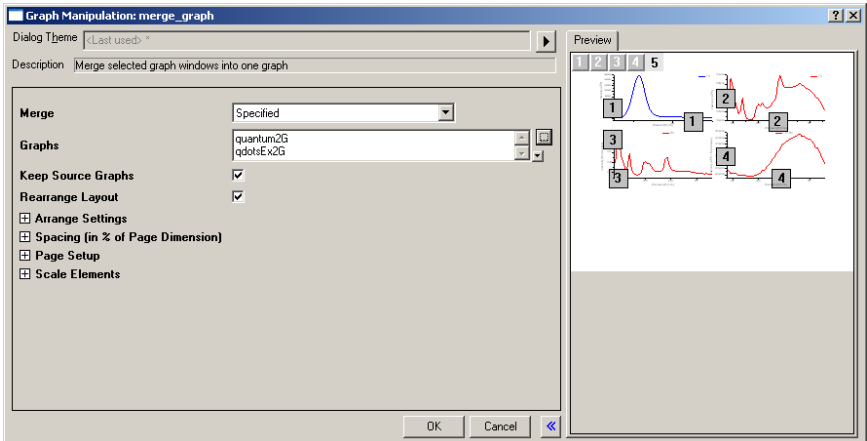 Graph Manipulation: merge_graph
Dialog Theme <Last used> *
Description Merge selected graph windows into one graph
Merge Specified
Graphs quantum2G
qdotsEx2G
Keep Source Graphs
Rearrange Layout
Arrange Settings
Spacing (in % of Page Dimension)
Page Setup
Scale Elements
OK Cancel
Preview
1 2 3 4 5
1 1 2 2
3 3 4 4